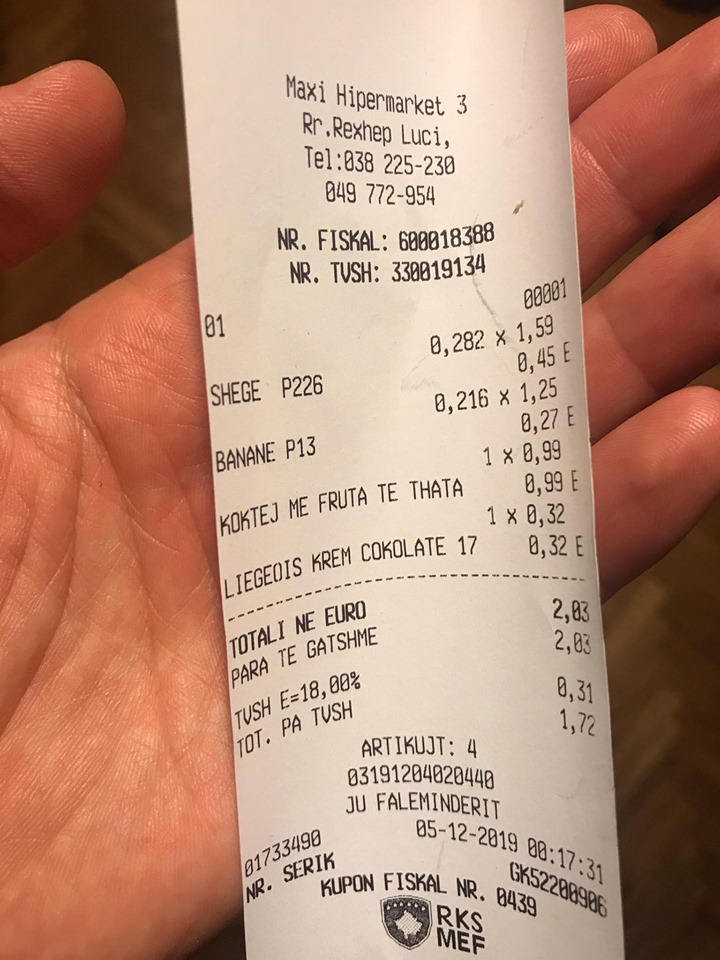 Maxi Hipermarket 3
Rr.Rexhep Luci,
Tel:038 225-230
049 772-954
NR. FISKAL: 600018388
NR. TVSH: 330019134
01 00001
0,282 x 1,59
SHEGE P226 0,45 E
0,216 x 1,25
BANANE P13 0,27 E
1 x 0,99
KOKTEJ ME FRUTA TE THATA 0,99 E
1 x 0,32
LIEGEOIS KREM COKOLATE 17 0,32 E
TOTALI NE EURO 2,03
PARA TE GATSHME 2,03
TVSH E=18,00% 0,31
TOT. PA TVSH 1,72
ARTIKUJT: 4
03191204020440
JU FALEMINDERIT
01733490 05-12-2019 00:17:31
NR. SERIK GK52200906
KUPON FISKAL NR. 0439
RKS
MEF